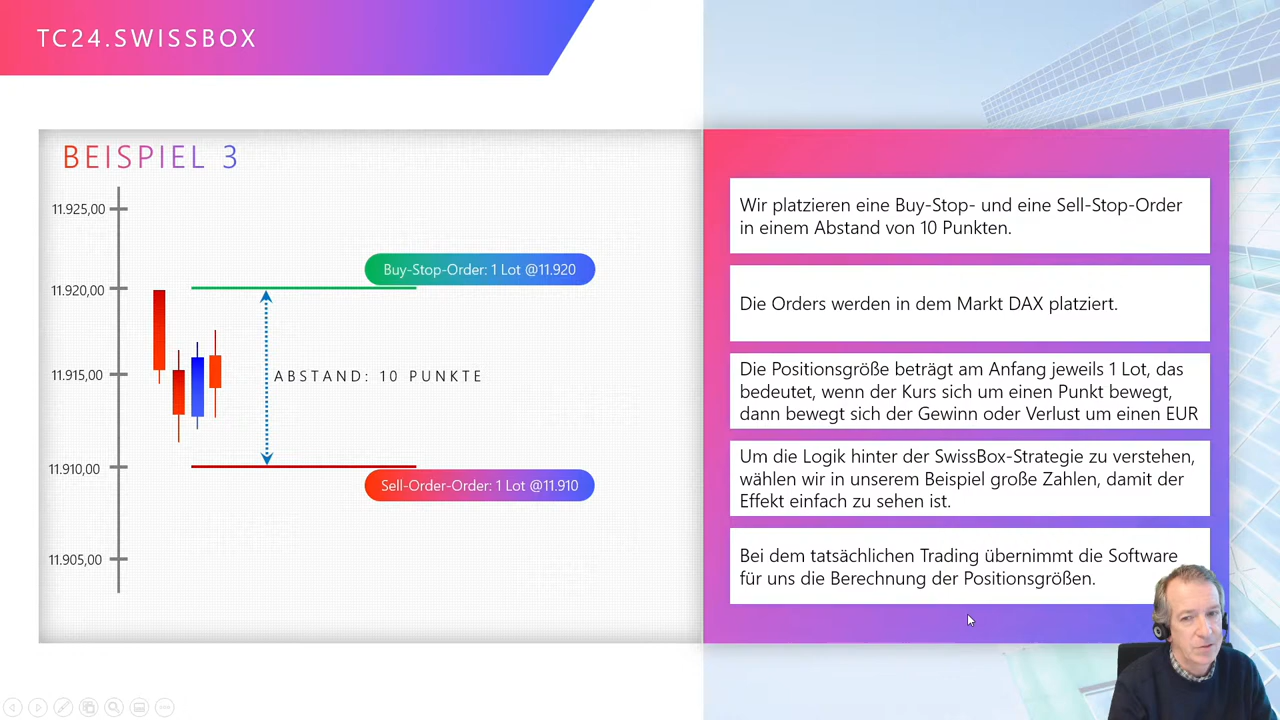 TC24.SWISSBOX
BEISPIEL 3
11.925,00
11.920,00
11.915,00
11.910,00
11.905,00
Buy-Stop-Order: 1 Lot @11.920
ABSTAND: 10 PUNKTE
Sell-Order-Order: 1 Lot @11.910
Wir platzieren eine Buy-Stop- und eine Sell-Stop-Order
in einem Abstand von 10 Punkten.
Die Orders werden in dem Markt DAX platziert.
Die Positionsgröße beträgt am Anfang jeweils 1 Lot, das
bedeutet, wenn der Kurs sich um einen Punkt bewegt,
dann bewegt sich der Gewinn oder Verlust um einen EUR
Um die Logik hinter der SwissBox-Strategie zu verstehen,
wählen wir in unserem Beispiel große Zahlen, damit der
Effekt einfach zu sehen ist.
Bei dem tatsächlichen Trading übernimmt die Software
für uns die Berechnung der Positionsgrößen.